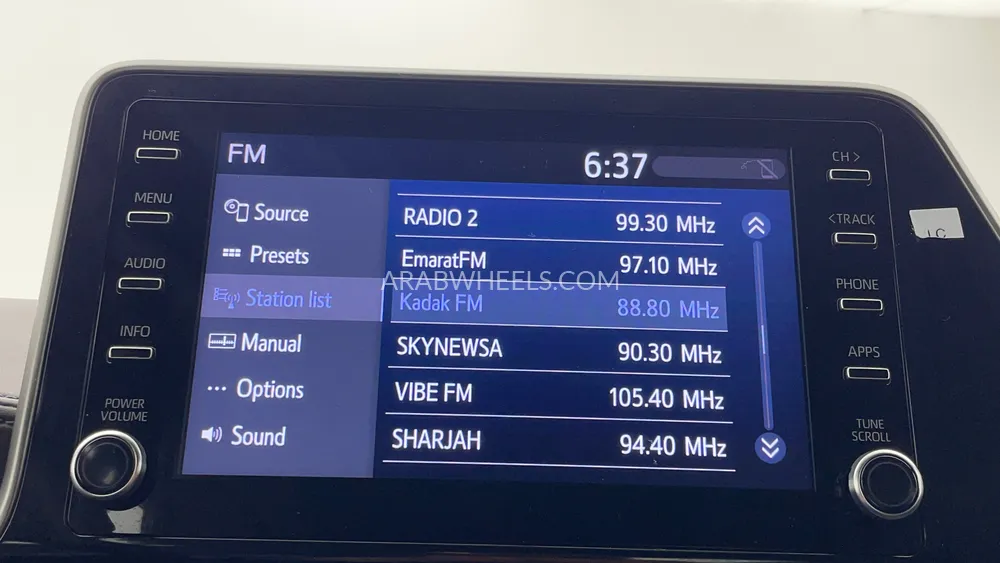 HOME
MENU
AUDIO
INFO
POWER
VOLUME
FM
6:37
Source
Presets
Station list
Manual
Options
Sound
RADIO 2 99.30 MHz
EmaratFM 97.10 MHz
Kadak FM 88.80 MHz
SKYNEWSA 90.30 MHz
VIBE FM 105.40 MHz
SHARJAH 94.40 MHz
ARABWHEELS.COM
CH >
<TRACK
PHONE
APPS
TUNE
SCROLL